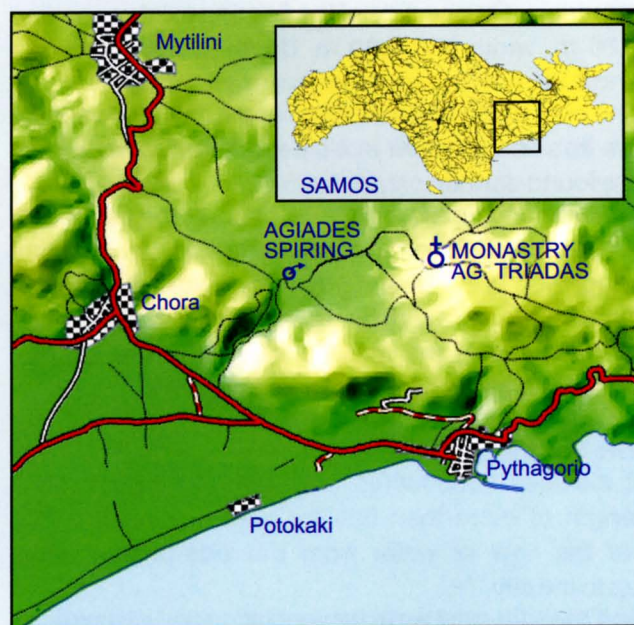 Mytilini
SAMOS
AGIADES
SPIRING
MONASTRY
AG. TRIADAS
Chora
Pythagorio
Potokaki